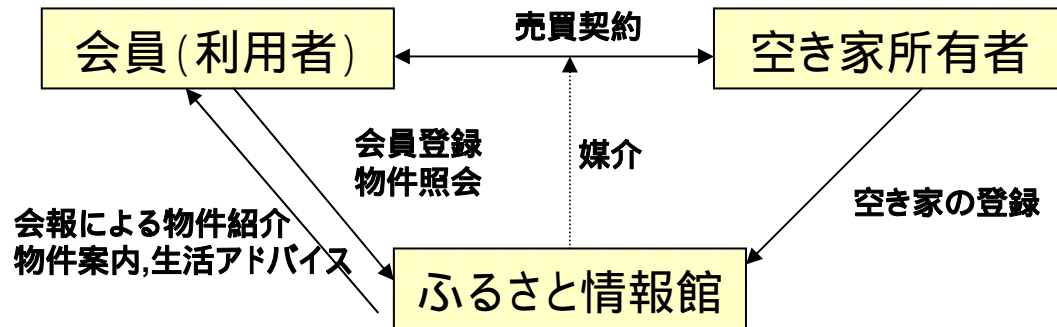 売買契約
会員(利用者)
空き家所有者
会員登録
物件照会
媒介
空き家の登録
会報による物件紹介
物件案内,生活アドバイス
ふるさと情報館